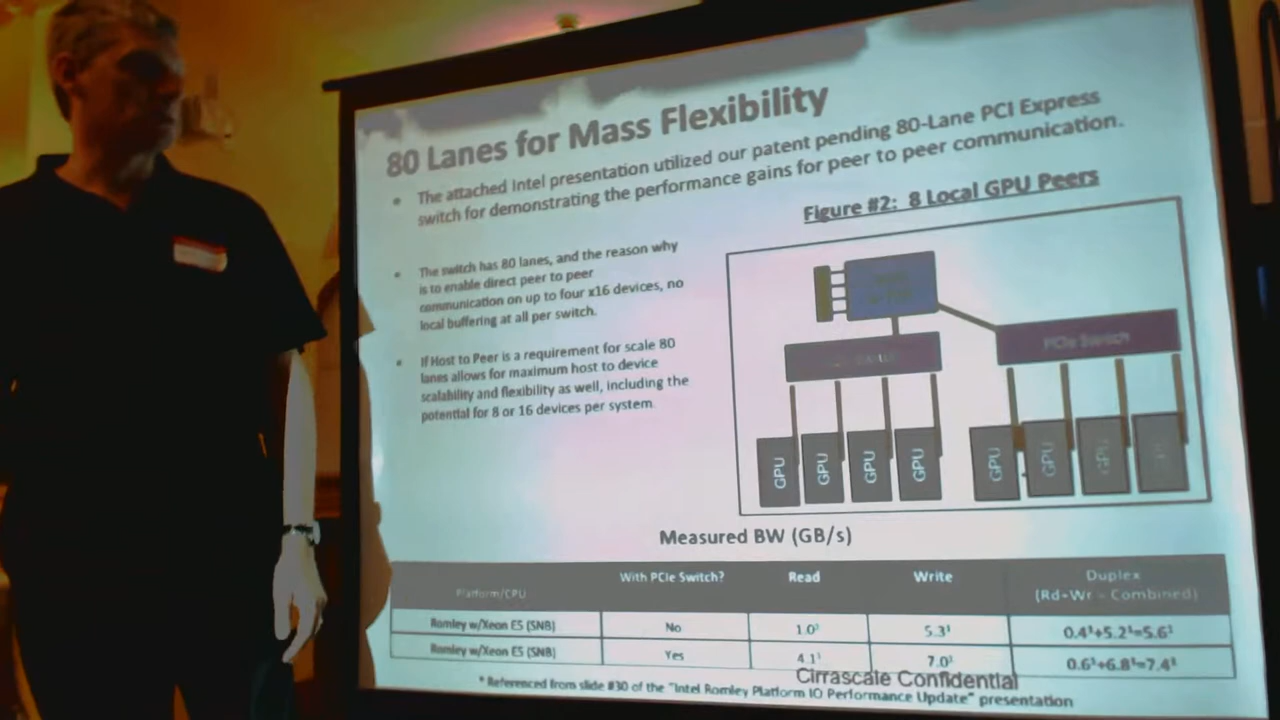 80 Lanes for Mass Flexibility
• The attached Intel presentation utilized our patent pending 80-Lane PCI Express
switch for demonstrating the performance gains for peer to peer communication.
Figure #2: 8 Local GPU Peers
• The switch has 80 lanes, and the reason why
is to enable direct peer to peer
communication on up to four x16 devices, no
local buffering at all per switch.
• If Host to Peer is a requirement for scale 80
lanes allows for maximum host to device
scalability and flexibility as well, including the
potential for 8 or 16 devices per system
PCIe Switch
GPU GPU GPU GPU GPU GPU GPU GPU
Measured BW (GB/s)
Platform/CPU With PCIe Switch? Read Write Duplex
(Rd+Wr = Combined)
Romley w/Xeon E5 (SNB) No 1.0¹ 5.3¹ 0.4¹+5.2¹=5.6¹
Romley w/Xeon E5 (SNB) Yes 4.1¹ 7.0¹ 0.6¹+6.8¹=7.4¹
Cirrascale Confidential
* Referenced from slide #30 of the "Intel Romley Platform IO Performance Update" presentation